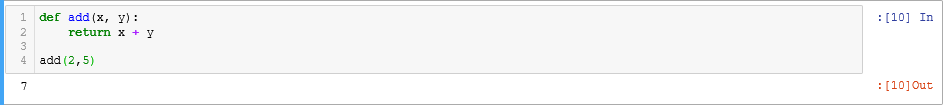 1 def add(x, y):
2     return x + y
3
4 add(2,5)
:[10] In
7
:[10]Out